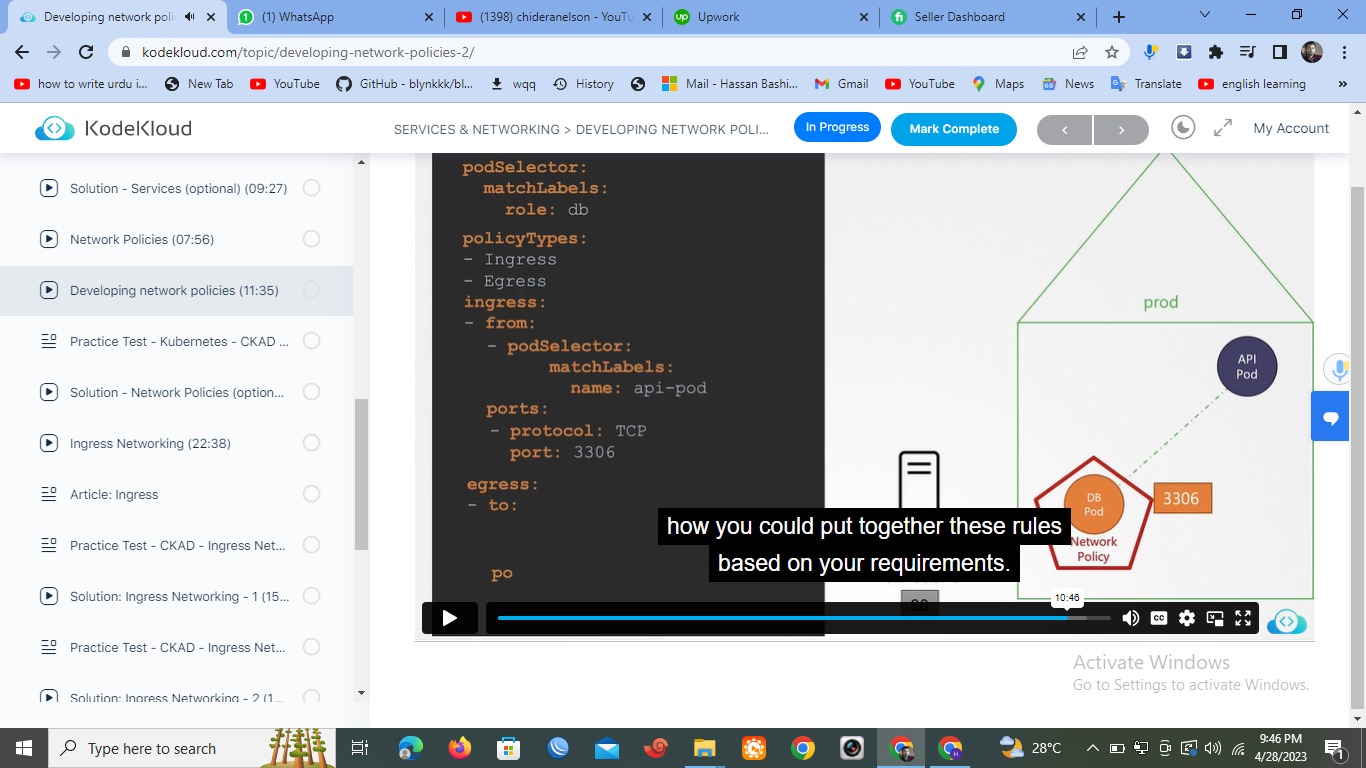 Developing network poli
(1) WhatsApp
(1398) chideranelson - YouTu
Upwork
Seller Dashboard
kodekloud.com/topic/developing-network-policies-2/
how to write urdu i...
New Tab
YouTube
GitHub - blynkkk/bl...
wqq
History
Mail - Hassan Bashi...
Gmail
YouTube
Maps
News
Translate
english learning
»
KodeKloud
SERVICES & NETWORKING > DEVELOPING NETWORK POLI...
In Progress
Mark Complete
My Account
Solution - Services (optional) (09:27)
Network Policies (07:56)
Developing network policies (11:35)
Practice Test - Kubernetes - CKAD ...
Solution - Network Policies (option...
Ingress Networking (22:38)
Article: Ingress
Practice Test - CKAD - Ingress Net...
Solution: Ingress Networking - 1 (15...
Practice Test - CKAD - Ingress Net...
Solution: Ingress Networking - 2 (1...
podSelector:
matchLabels:
role: db
policyTypes:
- Ingress
- Egress
ingress:
- from:
- podSelector:
matchLabels:
name: api-pod
ports:
- protocol: TCP
port: 3306
egress:
- to:
po
prod
API
Pod
DB
Pod
3306
Network
Policy
80
how you could put together these rules
based on your requirements.
10:46
CC
Activate Windows
Go to Settings to activate Windows.
Type here to search
28°C
9:46 PM
4/28/2023
1